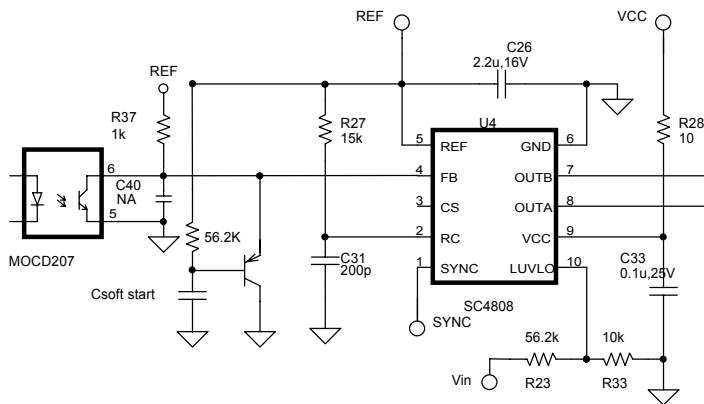 REF
VCC
C26
2.2u,16V
REF
R37
1k
R27
15k
U4
R28
10
5
REF
GND
6
6
4
FB
OUTB
7
C40
NA
3
CS
OUTA
8
5
56.2K
2
RC
VCC
9
MOCD207
C31
200p
1
SYNC
LUVLO
10
C33
0.1u,25V
Csoft start
SC4808
SYNC
56.2k
10k
Vin
R23
R33